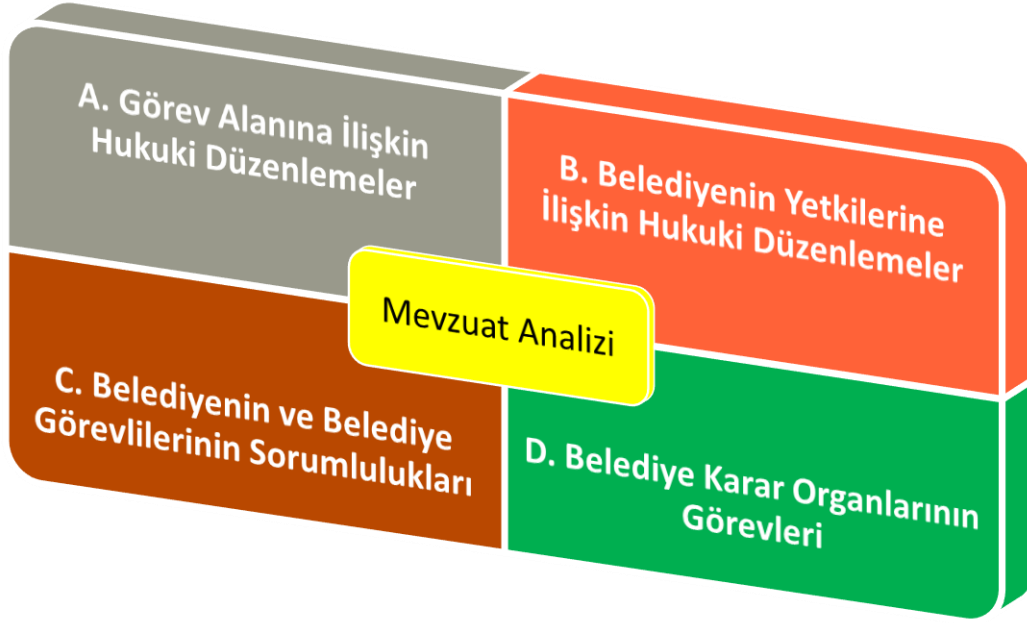 A. Görev Alanına İlişkin
Hukuki Düzenlemeler
B. Belediyenin Yetkilerine
İlişkin Hukuki Düzenlemeler
Mevzuat Analizi
C. Belediyenin ve Belediye
Görevlilerinin Sorumlulukları
D. Belediye Karar Organlarının
Görevleri